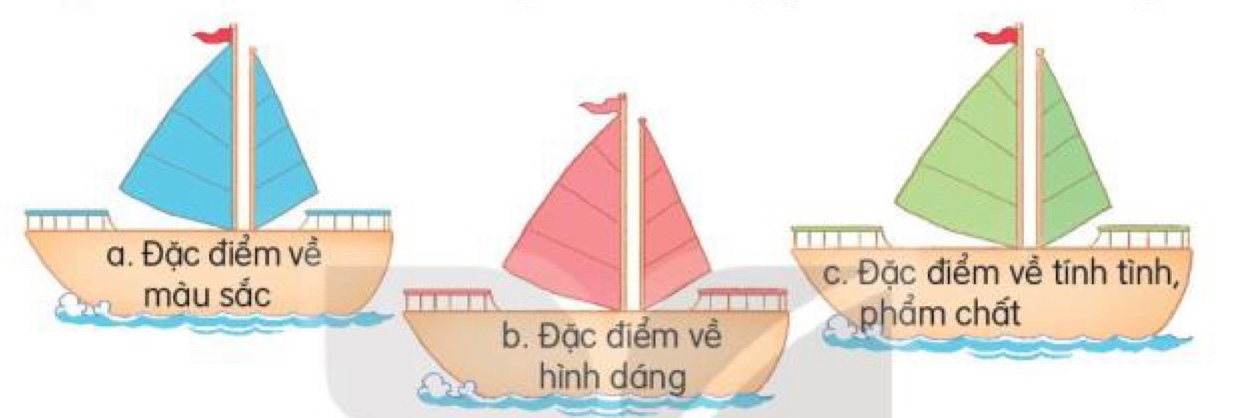 a. Đặc điểm về
màu sắc
b. Đặc điểm về
hình dáng
c. Đặc điểm về tính tình,
phẩm chất